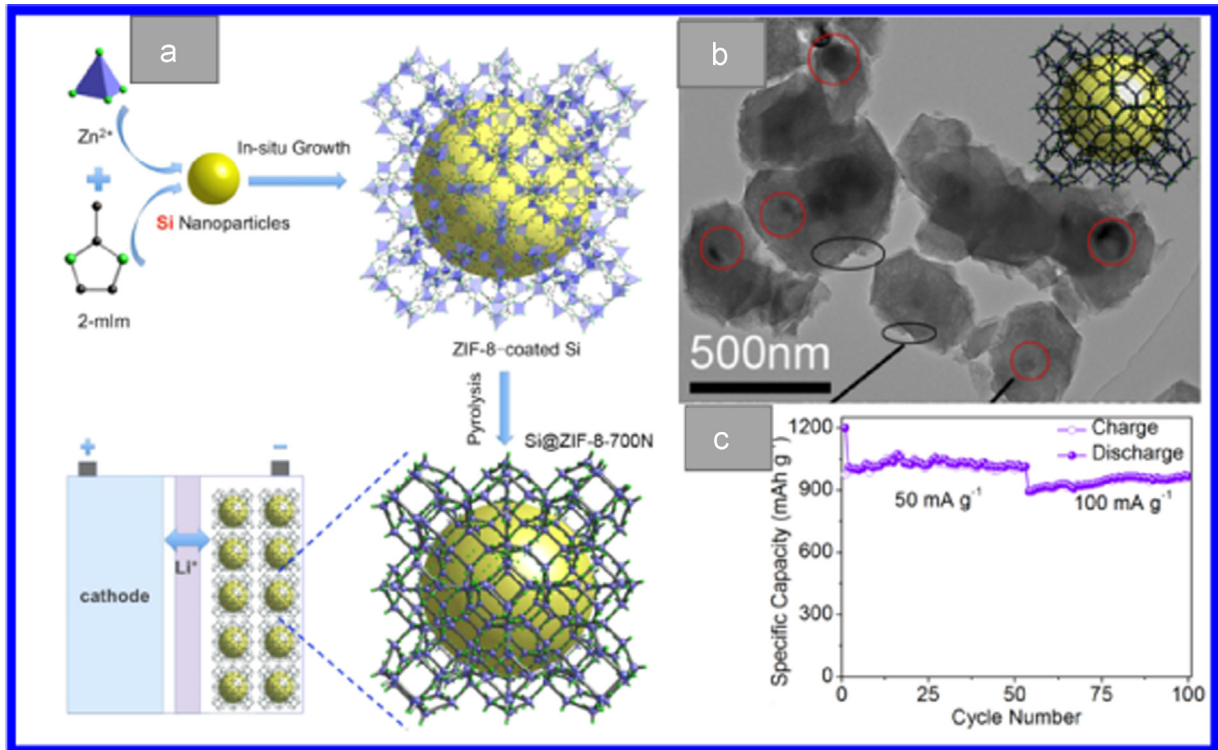 a
Zn²⁺
+
2-mIm
Si Nanoparticles
In-situ Growth
ZIF-8-coated Si
Pyrolysis
Si@ZIF-8-700N
+
−
cathode
Li⁺
b
500nm
c
Specific Capacity (mAh g⁻¹)
1200
900
600
300
0
Charge
Discharge
50 mA g⁻¹
100 mA g⁻¹
0 25 50 75 100
Cycle Number